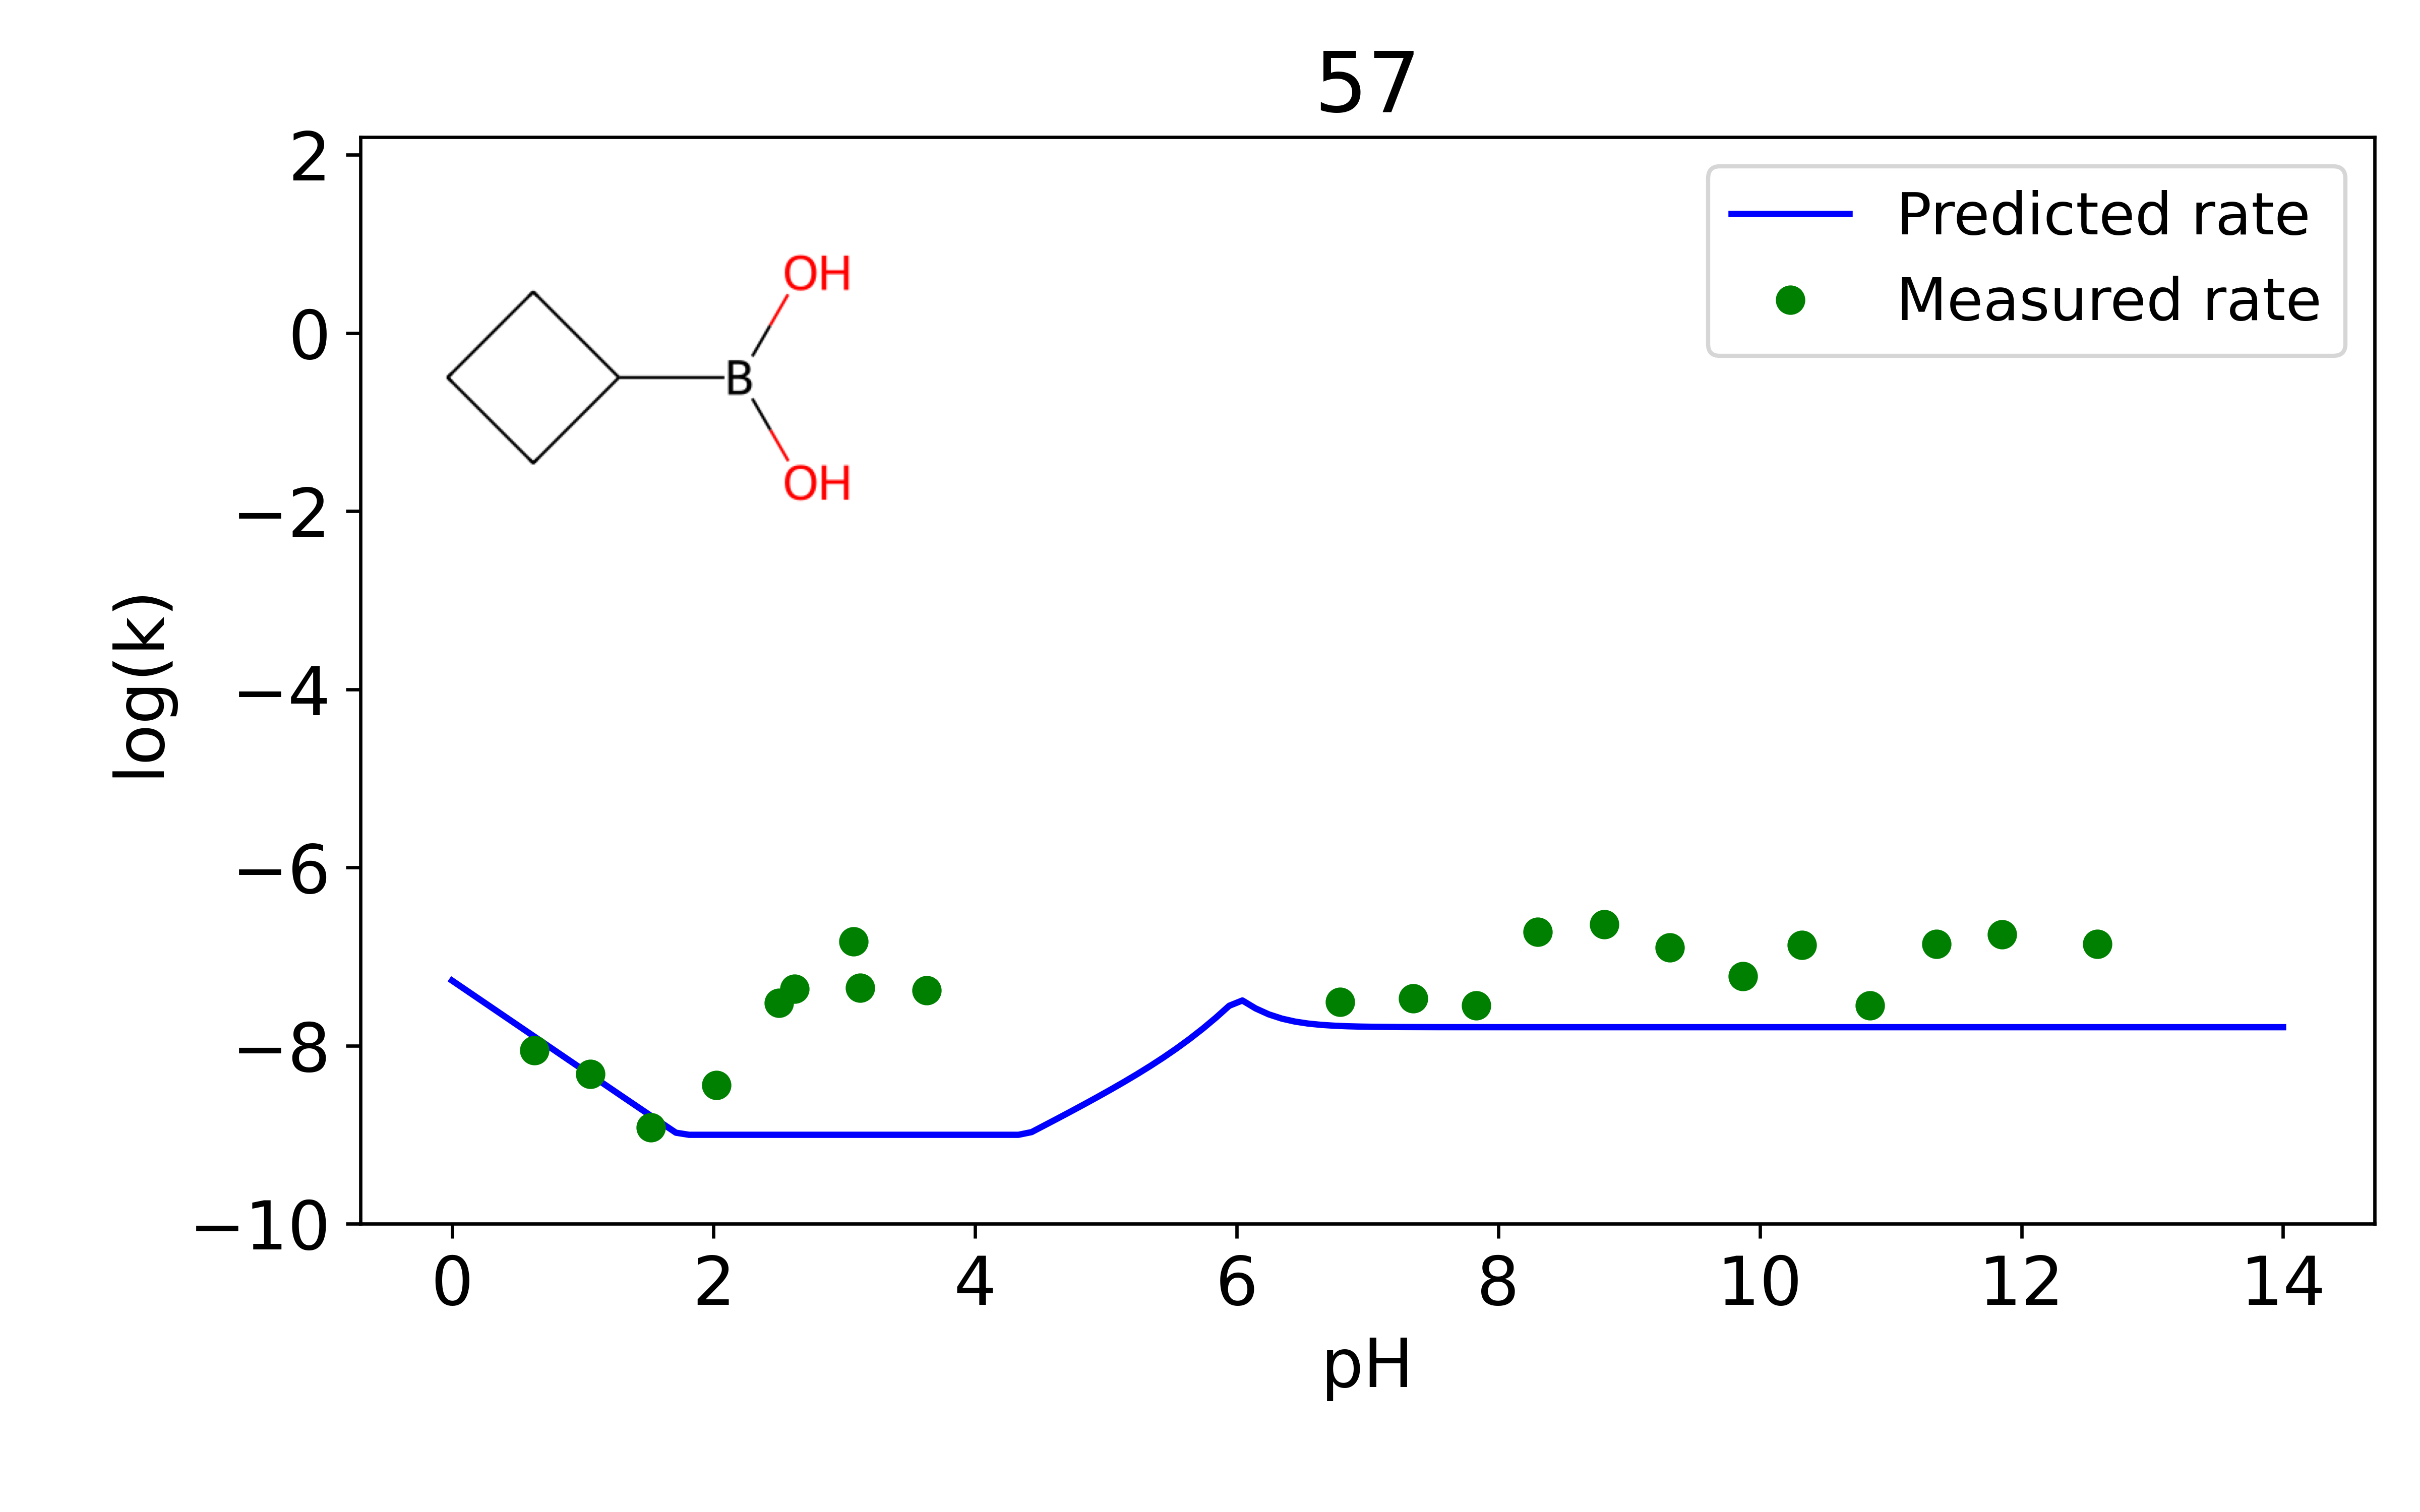 57
2
0
−2
−4
−6
−8
−10
log(k)
OH
B
OH
Predicted rate
Measured rate
0 2 4 6 8 10 12 14
pH